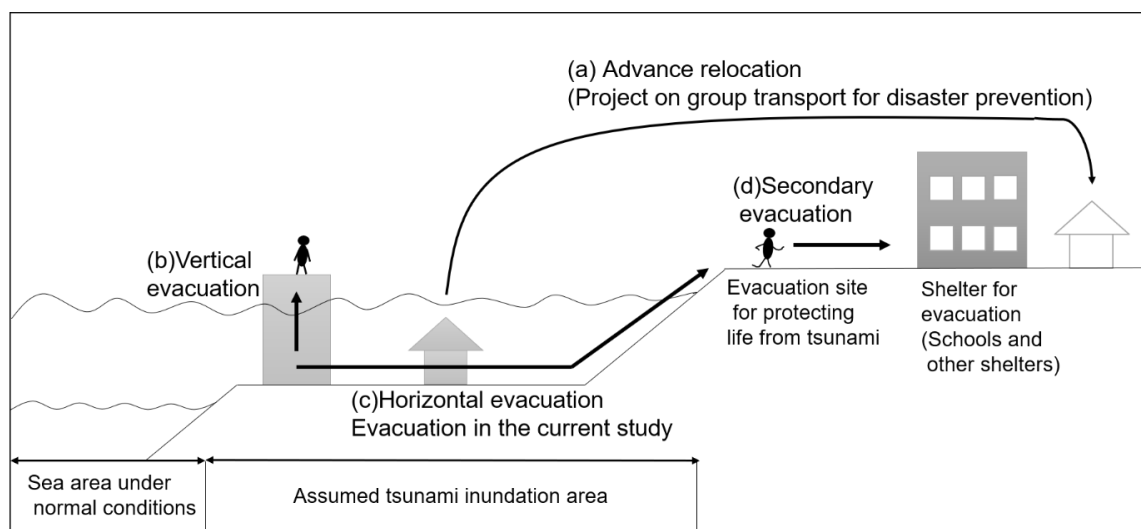 (a) Advance relocation
(Project on group transport for disaster prevention)
(d)Secondary
evacuation
(b)Vertical
evacuation
Evacuation site
for protecting
life from tsunami
Shelter for
evacuation
(Schools and
other shelters)
(c)Horizontal evacuation
Evacuation in the current study
Sea area under
normal conditions
Assumed tsunami inundation area